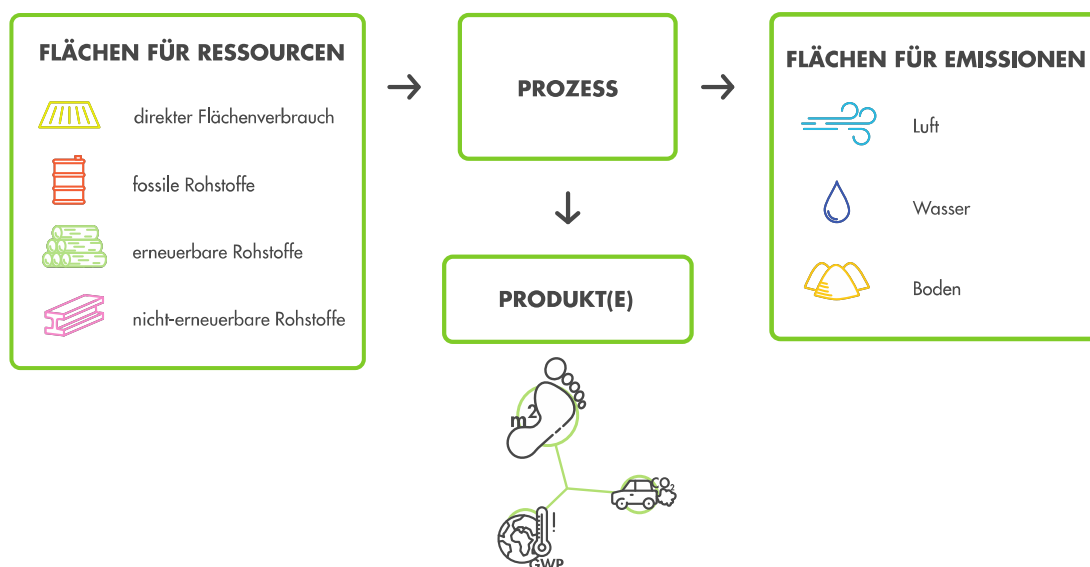 FLÄCHEN FÜR RESSOURCEN
direkter Flächenverbrauch
fossile Rohstoffe
erneuerbare Rohstoffe
nicht-erneuerbare Rohstoffe
PROZESS
PRODUKT(E)
m²
CO₂
!
GWP
FLÄCHEN FÜR EMISSIONEN
Luft
Wasser
Boden